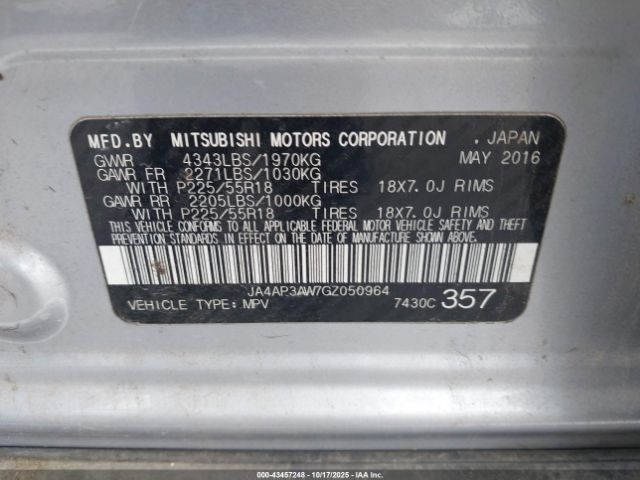 MFD.BY MITSUBISHI MOTORS CORPORATION . JAPAN
GVWR 4343LBS/1970KG MAY 2016
GAWR FR 2271LBS/1030KG
WITH P225/55R18 TIRES 18X7.0J RIMS
GAWR RR 2205LBS/1000KG
WITH P225/55R18 TIRES 18X7.0J RIMS
THIS VEHICLE CONFORMS TO ALL APPLICABLE FEDERAL MOTOR VEHICLE SAFETY AND
THEFT PREVENTION STANDARDS IN EFFECT ON THE DATE OF MANUFACTURE SHOWN ABOVE.
JA4AP3AW7GZ050964
VEHICLE TYPE: MPV 7430C 357
000-43457248 - 10/17/2025 - Copyright © IAA, Inc.